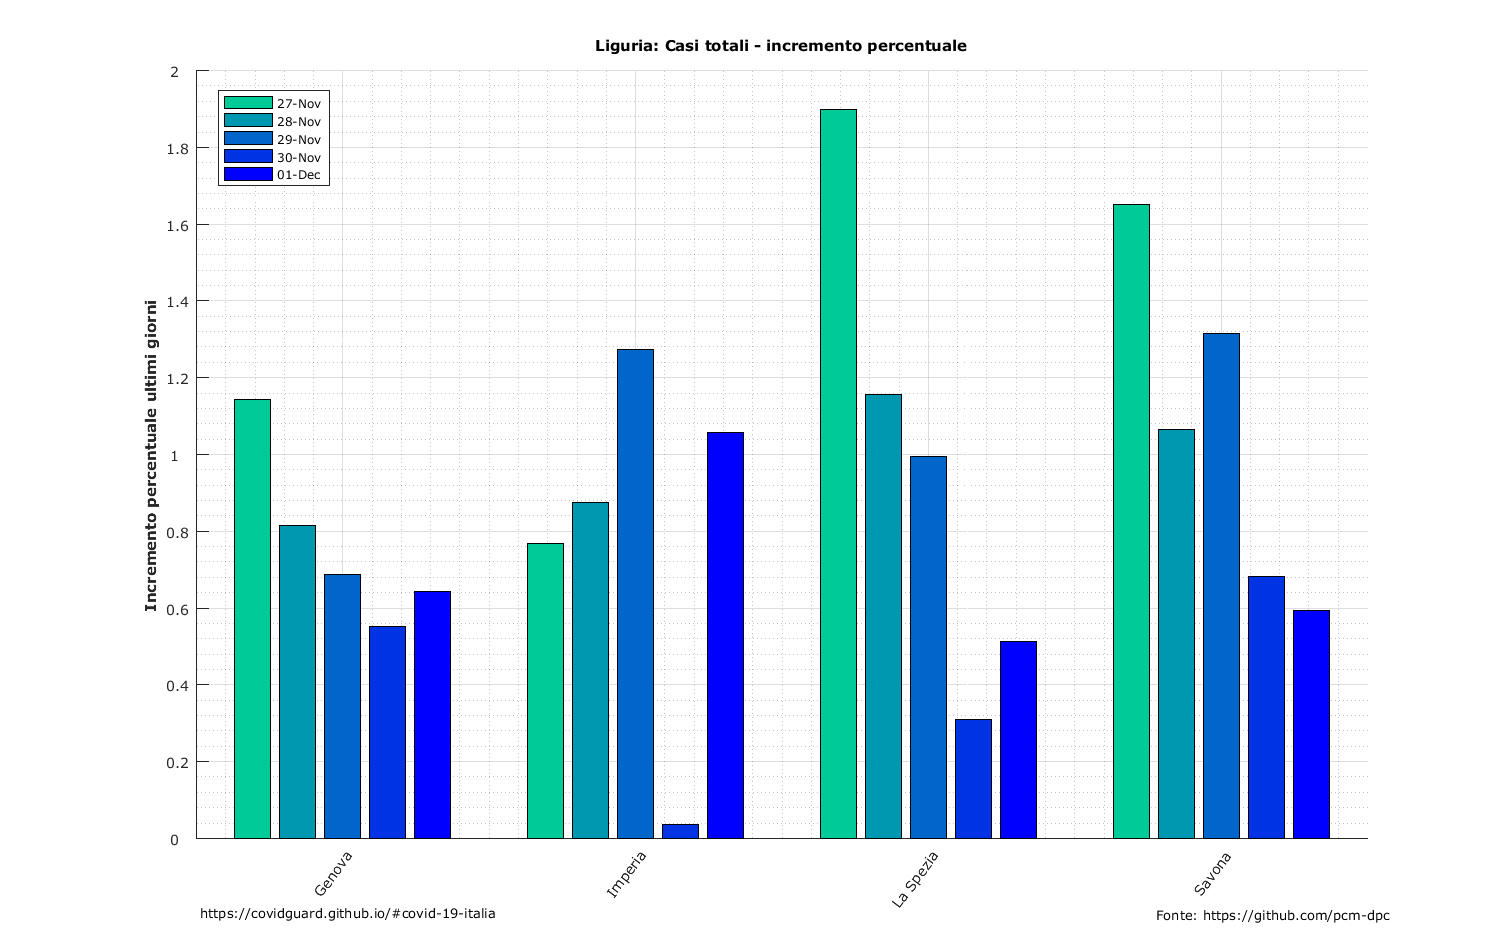 Liguria: Casi totali - incremento percentuale
27-Nov
28-Nov
29-Nov
30-Nov
01-Dec
Incremento percentuale ultimi giorni
2
1.8
1.6
1.4
1.2
1
0.8
0.6
0.4
0.2
0
Genova
Imperia
La Spezia
Savona
https://covidguard.github.io/#covid-19-italia
Fonte: https://github.com/pcm-dpc